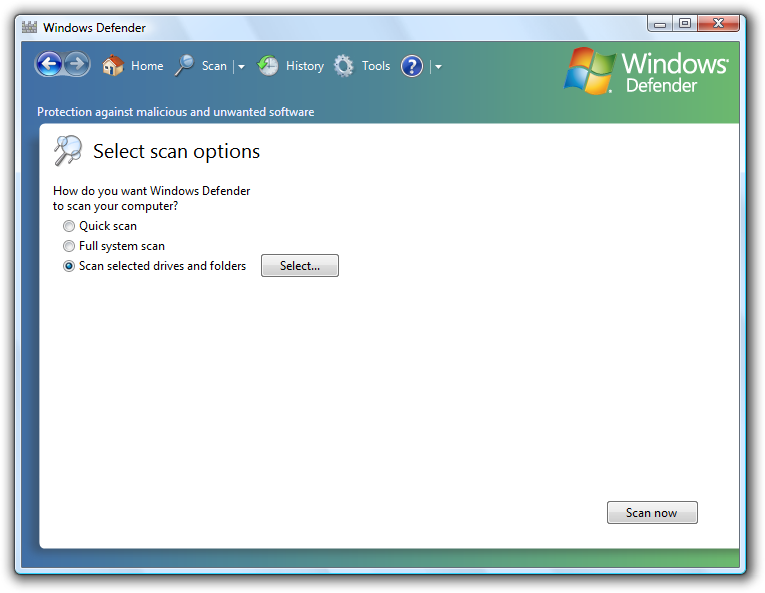 Windows Defender
Home Scan History Tools ?
Windows®
Defender
Protection against malicious and unwanted software
Select scan options
How do you want Windows Defender
to scan your computer?
Quick scan
Full system scan
Scan selected drives and folders Select...
Scan now